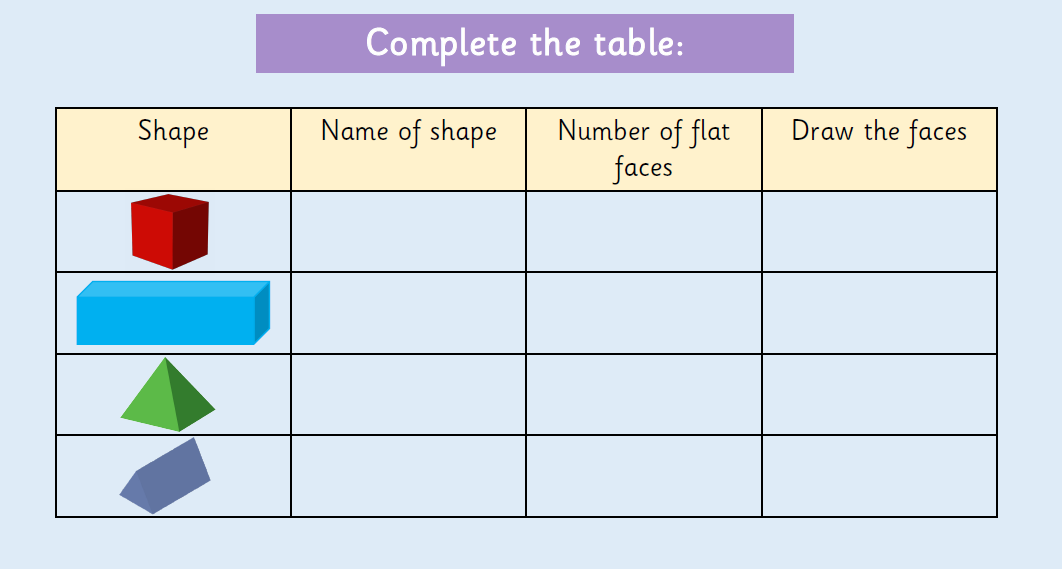 Complete the table:
Shape
Name of shape
Number of flat
faces
Draw the faces